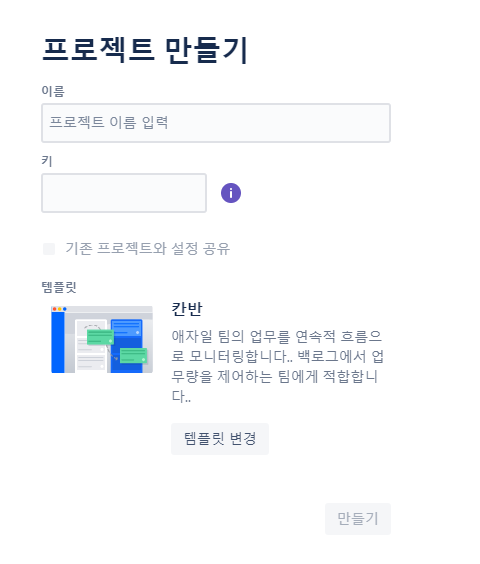 프로젝트 만들기
이름
프로젝트 이름 입력
키
기존 프로젝트와 설정 공유
템플릿
칸반
애자일 팀의 업무를 연속적 흐름으
로 모니터링합니다.. 백로그에서 업
무량을 제어하는 팀에게 적합합니
다..
템플릿 변경
만들기